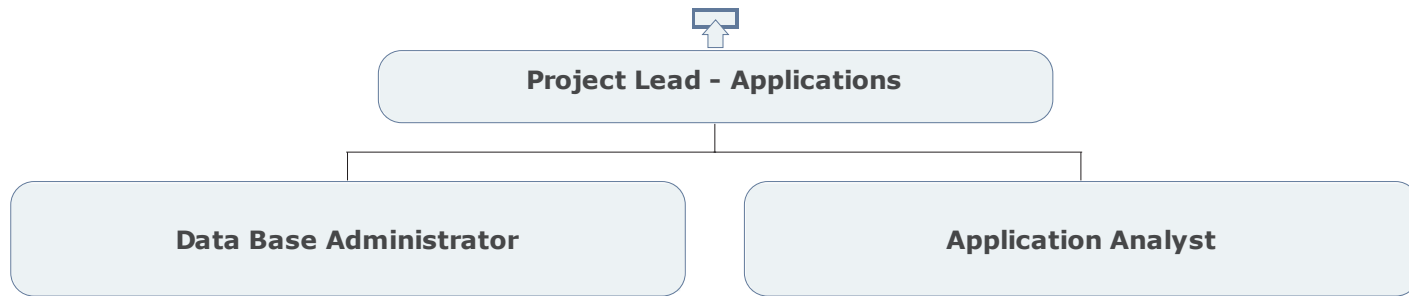 Project Lead - Applications
Data Base Administrator
Application Analyst